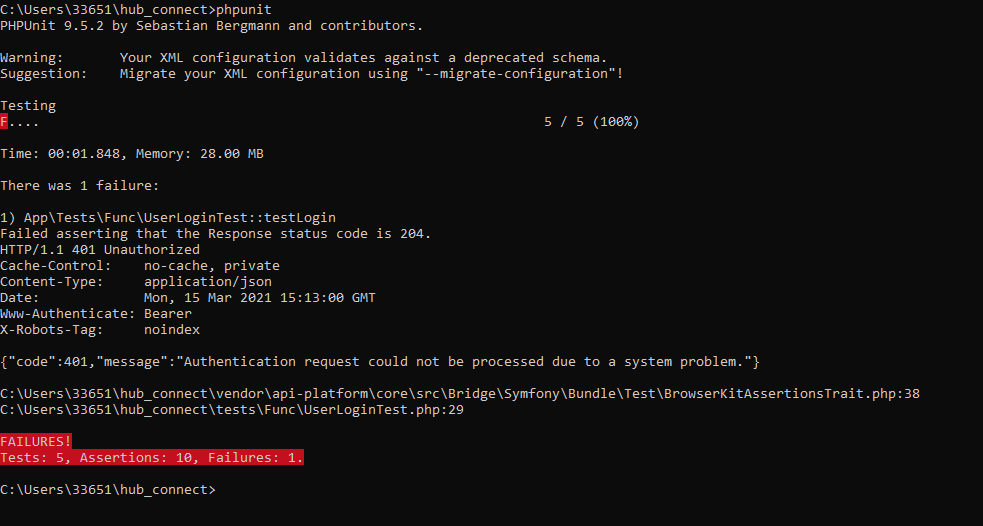 C:\Users\33651\hub_connect>phpunit
PHPUnit 9.5.2 by Sebastian Bergmann and contributors.
Warning:       Your XML configuration validates against a deprecated schema.
Suggestion:    Migrate your XML configuration using "--migrate-configuration"!
Testing
F....                                                               5 / 5 (100%)
Time: 00:01.848, Memory: 28.00 MB
There was 1 failure:
1) App\Tests\Func\UserLoginTest::testLogin
Failed asserting that the Response status code is 204.
HTTP/1.1 401 Unauthorized
Cache-Control:    no-cache, private
Content-Type:     application/json
Date:             Mon, 15 Mar 2021 15:13:00 GMT
Www-Authenticate: Bearer
X-Robots-Tag:     noindex
{"code":401,"message":"Authentication request could not be processed due to a system problem."}
C:\Users\33651\hub_connect\vendor\api-platform\core\src\Bridge\Symfony\Bundle\Test\BrowserKitAssertionsTrait.php:38
C:\Users\33651\hub_connect\tests\Func\UserLoginTest.php:29
FAILURES!
Tests: 5, Assertions: 10, Failures: 1.
C:\Users\33651\hub_connect>